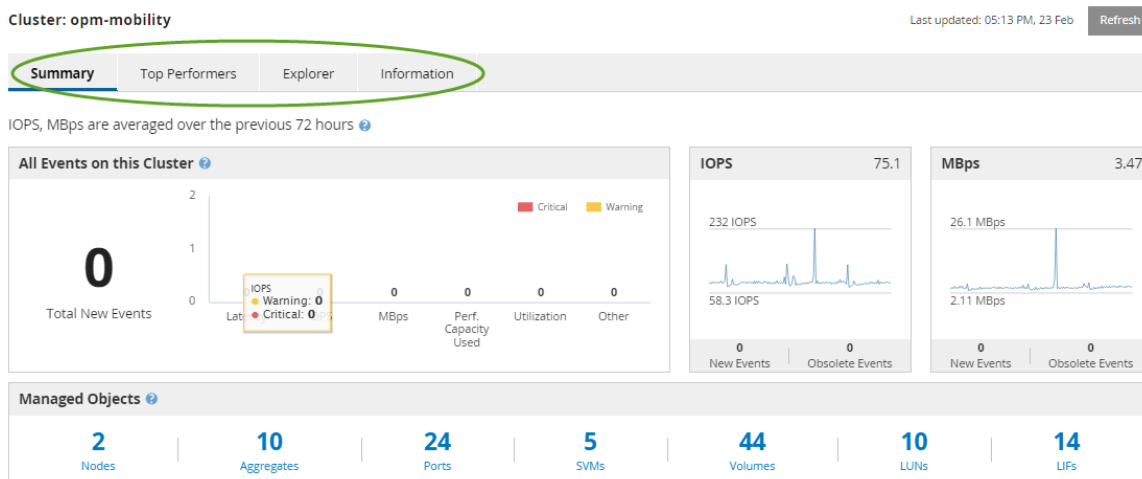 Cluster: opm-mobility
Last updated: 05:13 PM, 23 Feb
Refresh
Summary
Top Performers
Explorer
Information
IOPS, MBps are averaged over the previous 72 hours
All Events on this Cluster
0
Total New Events
2
1
0
Critical
Warning
IOPS
Warning: 0
Critical: 0
0
0
0
0
MBps
Perf.
Capacity
Used
Utilization
Other
IOPS 75.1
232 IOPS
58.3 IOPS
0
New Events
0
Obsolete Events
MBps 3.47
26.1 MBps
2.11 MBps
0
New Events
0
Obsolete Events
Managed Objects
2
Nodes
10
Aggregates
24
Ports
5
SVMs
44
Volumes
10
LUNs
14
LIFs